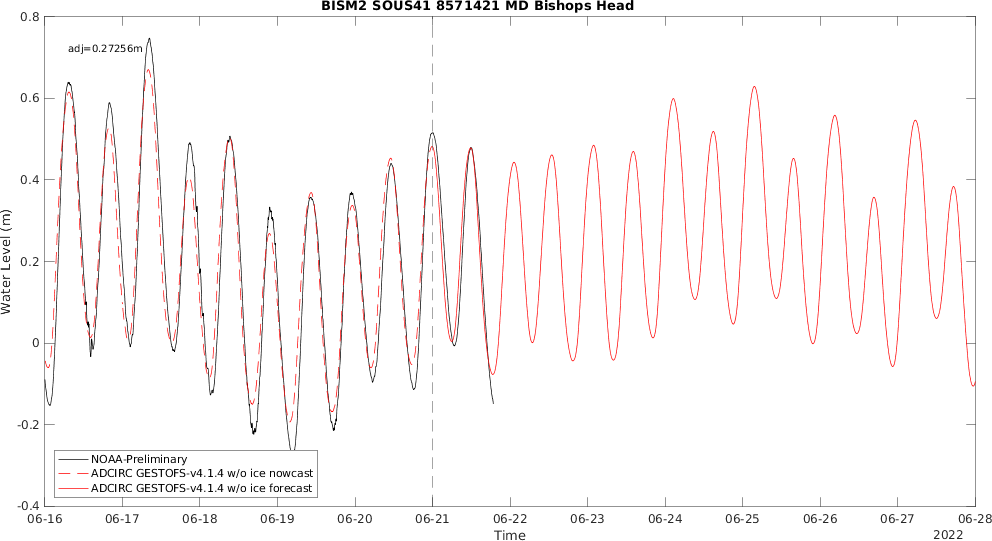 BISM2 SOUS41 8571421 MD Bishops Head
adj=0.27256m
Water Level (m)
0.8
0.6
0.4
0.2
0
-0.2
-0.4
NOAA-Preliminary
ADCIRC GESTOFS-v4.1.4 w/o ice nowcast
ADCIRC GESTOFS-v4.1.4 w/o ice forecast
06-16 06-17 06-18 06-19 06-20 06-21 06-22 06-23 06-24 06-25 06-26 06-27 06-28
Time
2022